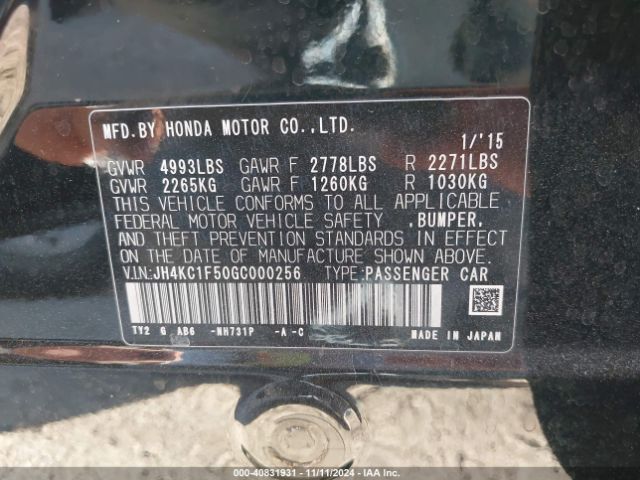 MFD.BY HONDA MOTOR CO.,LTD.
1/'15
GVWR 4993LBS GAWR F 2778LBS R 2271LBS
GVWR 2265KG GAWR F 1260KG R 1030KG
THIS VEHICLE CONFORMS TO ALL APPLICABLE
FEDERAL MOTOR VEHICLE SAFETY ,BUMPER,
AND THEFT PREVENTION STANDARDS IN EFFECT
ON THE DATE OF MANUFACTURE SHOWN ABOVE.
V.I.N:JH4KC1F50GC000256 TYPE:PASSENGER CAR
TY2 G AB6 -NH731P -A -C MADE IN JAPAN
000-40831931 - 11/11/2024 - IAAI.COM